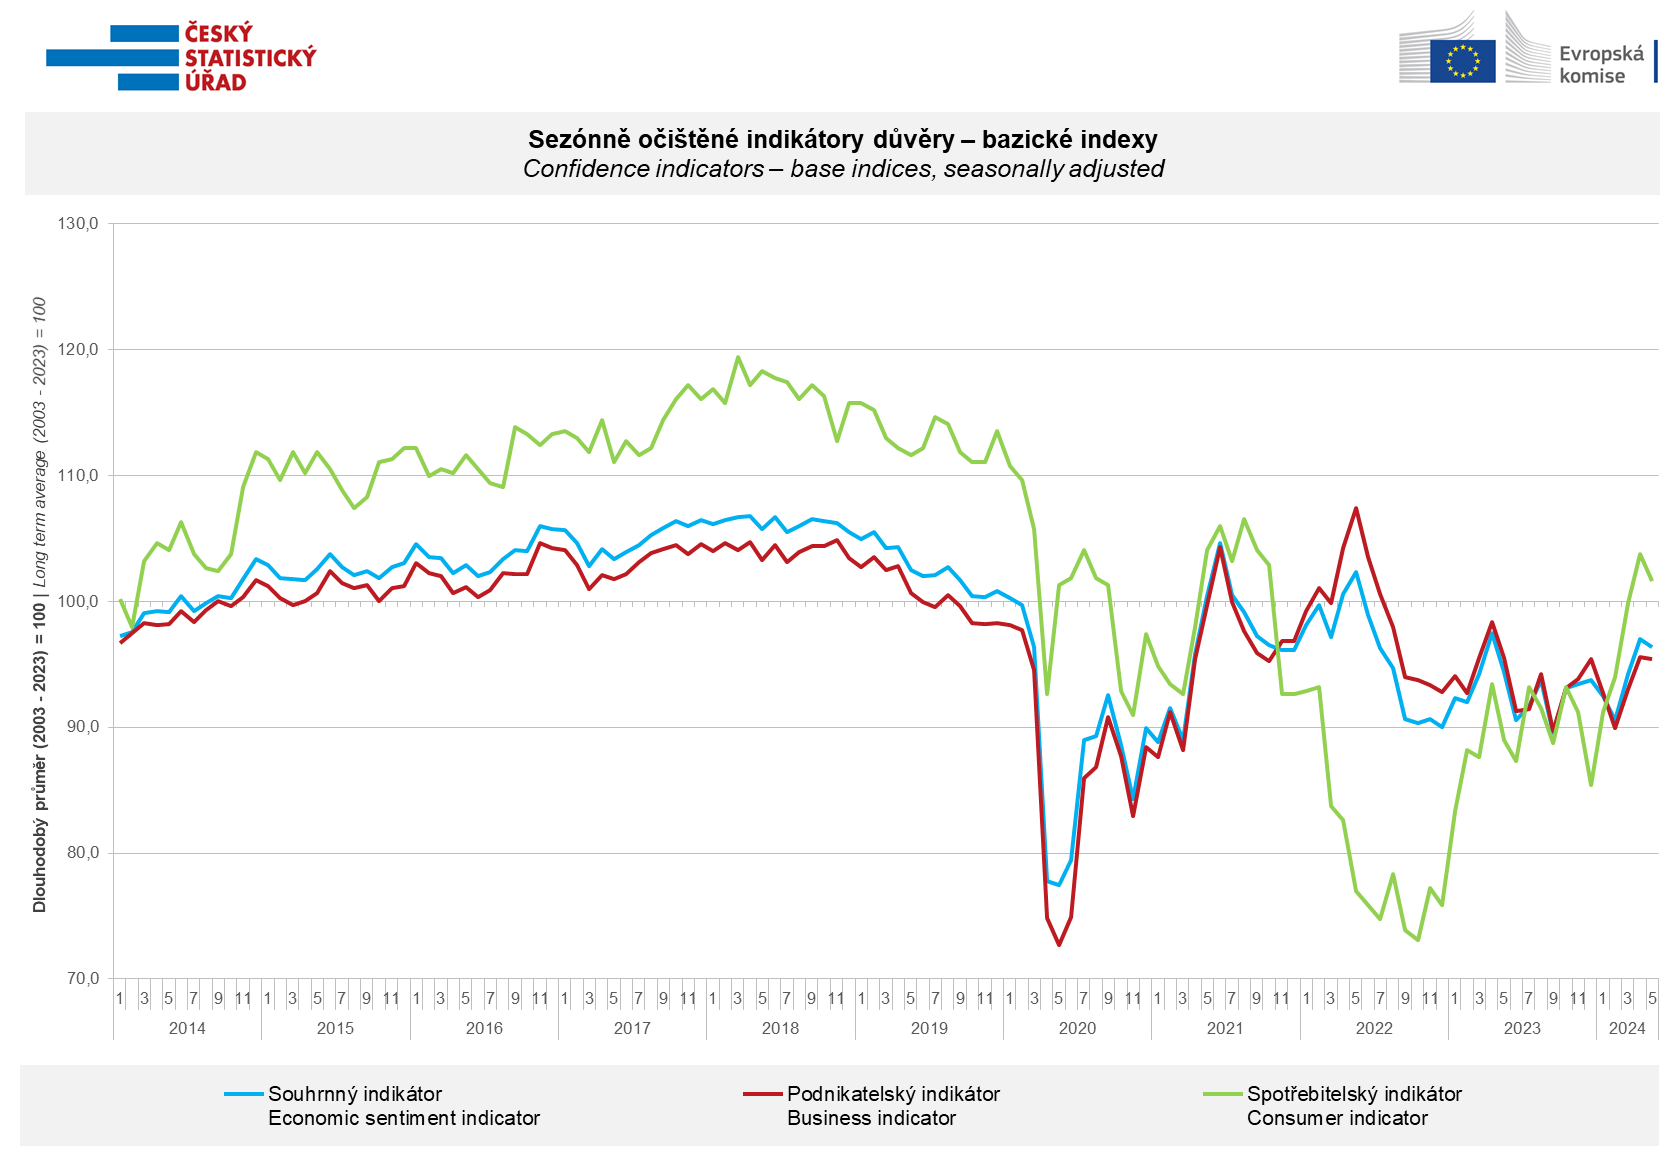 ČESKÝ
STATISTICKÝ
ÚŘAD
Evropská
komise
Sezónně očištěné indikátory důvěry – bazické indexy
Confidence indicators – base indices, seasonally adjusted
Dlouhodobý průměr (2003 - 2023) = 100 | Long term average (2003 - 2023) = 100
130,0
120,0
110,0
100,0
90,0
80,0
70,0
1 3 5 7 9 11 1 3 5 7 9 11 1 3 5 7 9 11 1 3 5 7 9 11 1 3 5 7 9 11 1 3 5 7 9 11 1 3 5 7 9 11 1 3 5 7 9 11 1 3 5 7 9 11 1 3 5 7 9 11 1 3 5
2014 2015 2016 2017 2018 2019 2020 2021 2022 2023 2024
Souhrnný indikátor
Economic sentiment indicator
Podnikatelský indikátor
Business indicator
Spotřebitelský indikátor
Consumer indicator